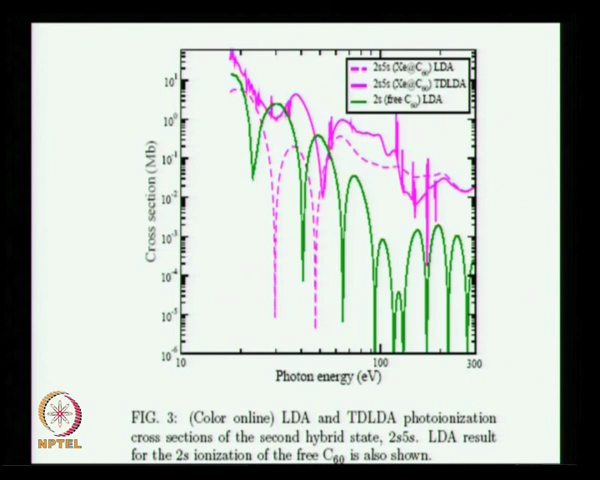 2s5s (Xe@C60) LDA
2s5s (Xe@C60) TDLDA
2s (free C60) LDA
10^1
10^0
10^-1
10^-2
10^-3
10^-4
10^-5
10^-6
Cross section (Mb)
10
100
300
Photon energy (eV)
NPTEL
FIG. 3: (Color online) LDA and TDLDA photoionization
cross sections of the second hybrid state, 2s5s. LDA result
for the 2s ionization of the free C60 is also shown.